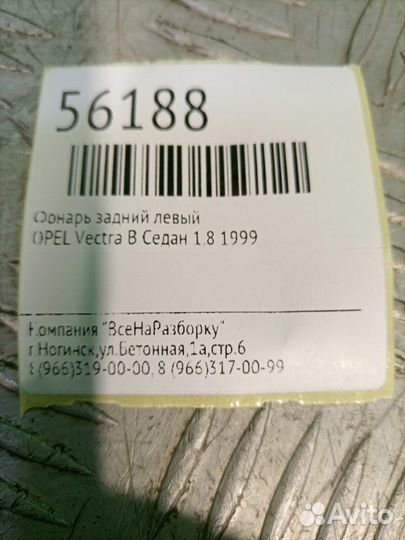 56188
Фонарь задний левый
OPEL Vectra B Седан 1.8 1999
Компания "ВсеНаРазборку"
г.Ногинск,ул.Бетонная,1а,стр.6
8(966)319-00-00, 8 (966)317-00-99
Avito